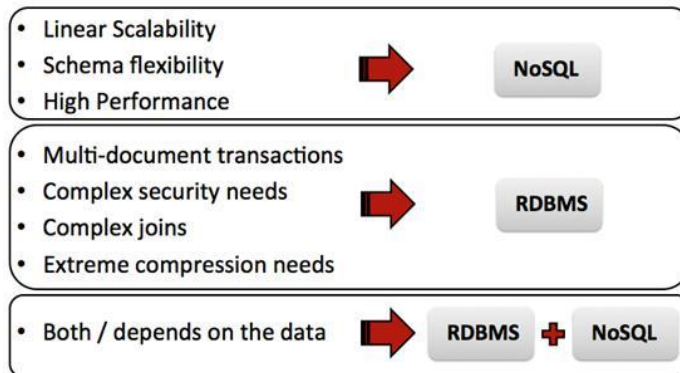 • Linear Scalability
• Schema flexibility
• High Performance
NoSQL
• Multi-document transactions
• Complex security needs
• Complex joins
• Extreme compression needs
RDBMS
• Both / depends on the data
RDBMS + NoSQL